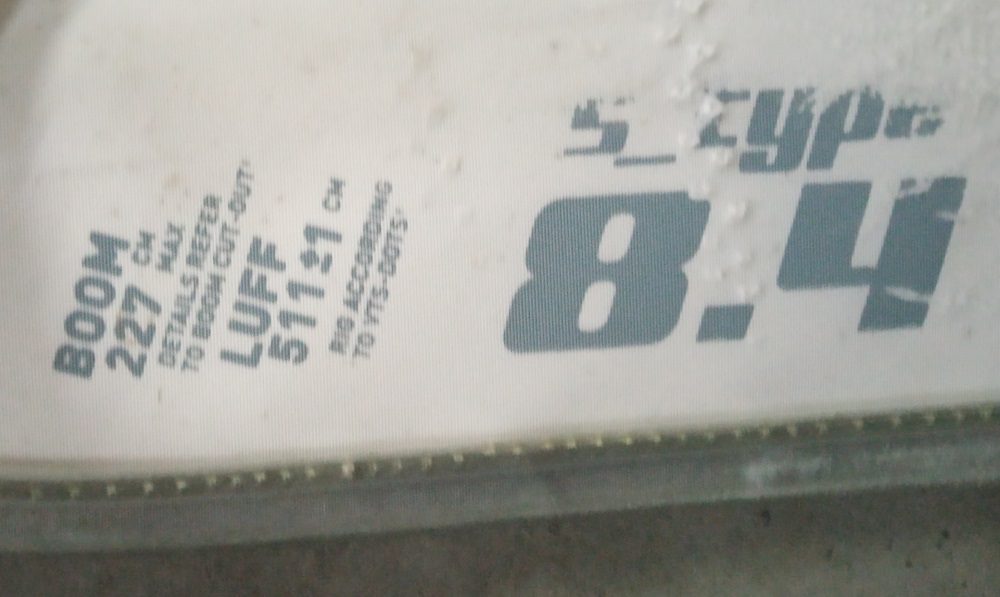 BOOM
227 CM MAX
DETAILS REFER
TO BOOM CUT-OUT*
LUFF
511 ±1 CM
RIG ACCORDING
TO VTS-DOTS*
S_type
8.4